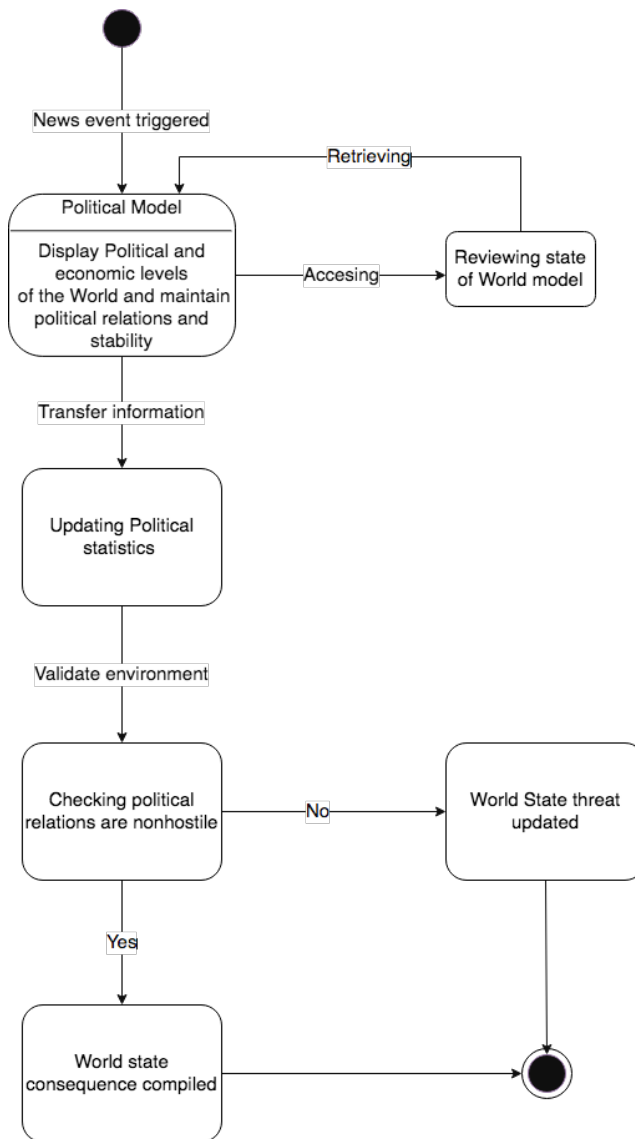 News event triggered
Retrieving
Political Model
Display Political and
economic levels
of the World and maintain
political relations and
stability
Accesing
Reviewing state
of World model
Transfer information
Updating Political
statistics
Validate environment
Checking political
relations are nonhostile
No
World State threat
updated
Yes
World state
consequence compiled